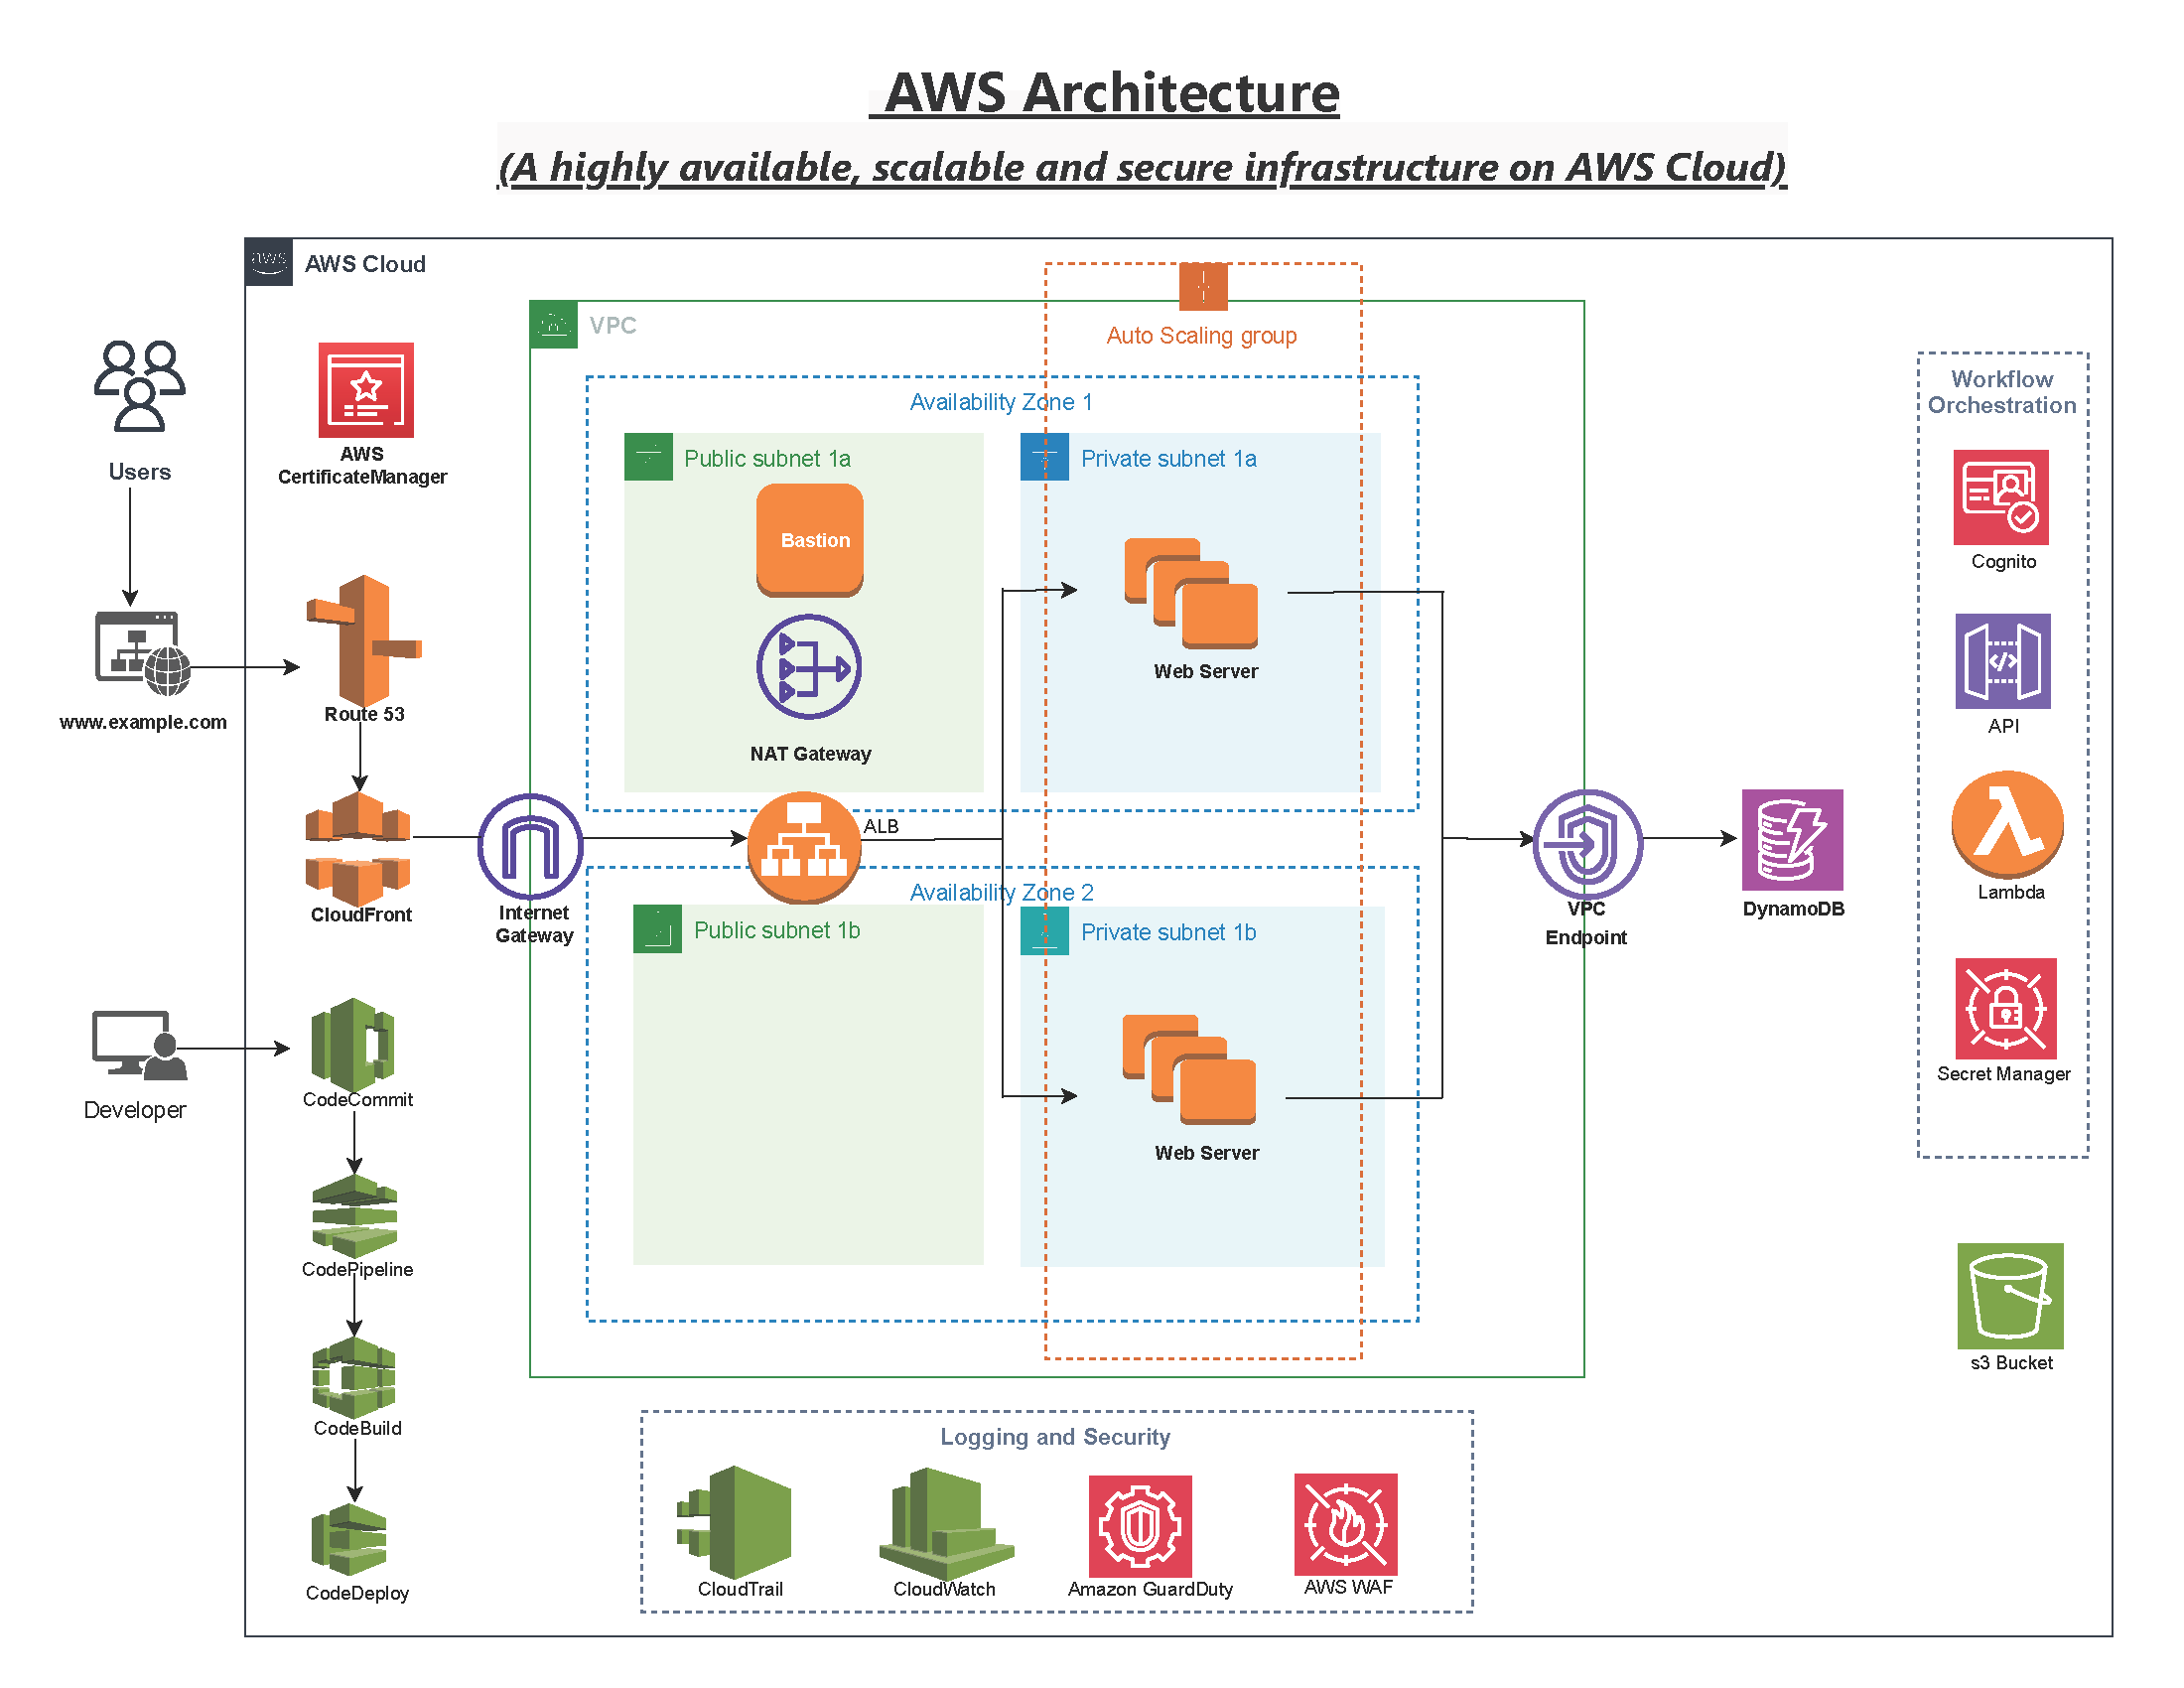 AWS Architecture
(A highly available, scalable and secure infrastructure on AWS Cloud)
aws
AWS Cloud
VPC
Auto Scaling group
Users
AWS
CertificateManager
Availability Zone 1
Public subnet 1a
Private subnet 1a
Bastion
Web Server
NAT Gateway
www.example.com
Route 53
Workflow
Orchestration
Cognito
API
Lambda
Secret Manager
ALB
CloudFront
Internet
Gateway
Availability Zone 2
Public subnet 1b
Private subnet 1b
VPC
Endpoint
DynamoDB
Developer
CodeCommit
Web Server
CodePipeline
CodeBuild
CodeDeploy
s3 Bucket
Logging and Security
CloudTrail
CloudWatch
Amazon GuardDuty
AWS WAF